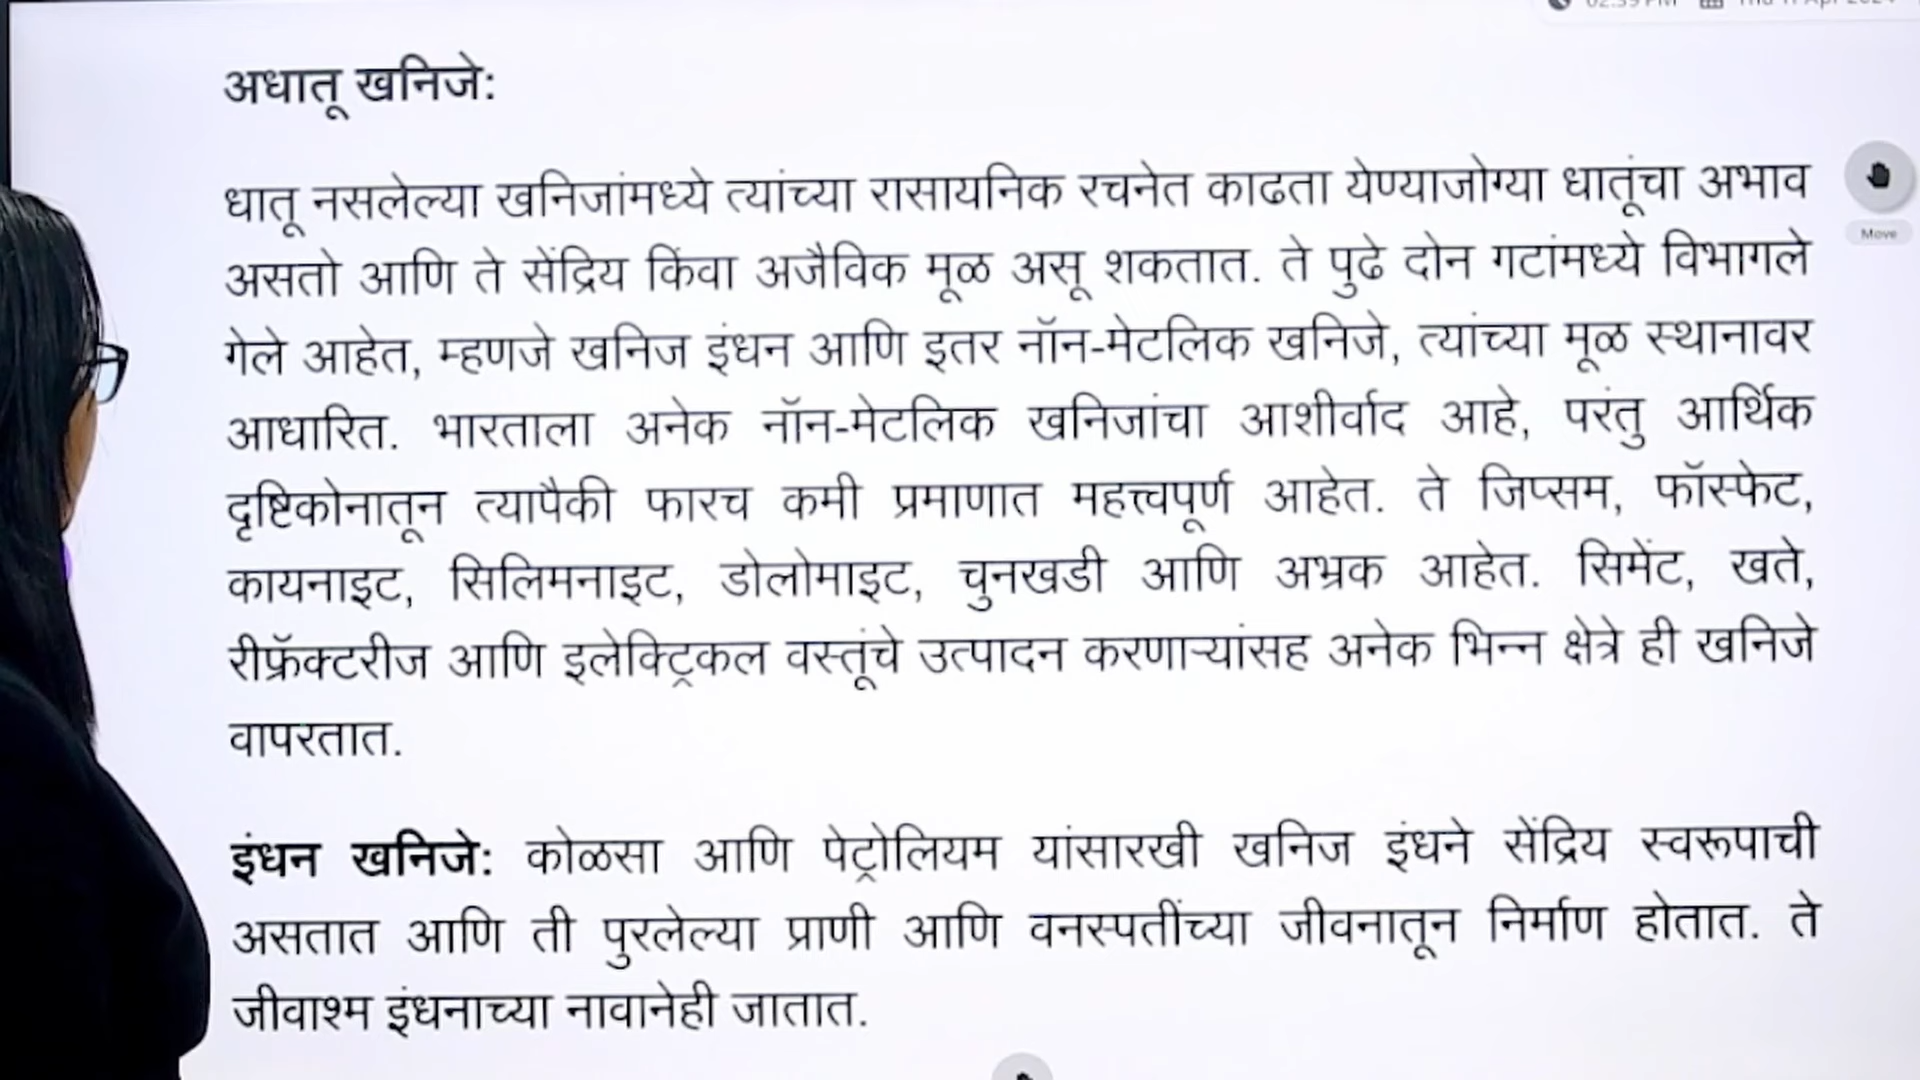 अधातू खनिजे:
धातू नसलेल्या खनिजांमध्ये त्यांच्या रासायनिक रचनेत काढता येण्याजोग्या धातूंचा अभाव
असतो आणि ते सेंद्रिय किंवा अजैविक मूळ असू शकतात. ते पुढे दोन गटांमध्ये विभागले
गेले आहेत, म्हणजे खनिज इंधन आणि इतर नॉन-मेटलिक खनिजे, त्यांच्या मूळ स्थानावर
आधारित. भारताला अनेक नॉन-मेटलिक खनिजांचा आशीर्वाद आहे, परंतु आर्थिक
दृष्टिकोनातून त्यापैकी फारच कमी प्रमाणात महत्त्वपूर्ण आहेत. ते जिप्सम, फॉस्फेट,
कायनाइट, सिलिमनाइट, डोलोमाइट, चुनखडी आणि अभ्रक आहेत. सिमेंट, खते,
रीफ्रॅक्टरीज आणि इलेक्ट्रिकल वस्तूंचे उत्पादन करणाऱ्यांसह अनेक भिन्न क्षेत्रे ही खनिजे
वापरतात.
इंधन खनिजे: कोळसा आणि पेट्रोलियम यांसारखी खनिज इंधने सेंद्रिय स्वरूपाची
असतात आणि ती पुरलेल्या प्राणी आणि वनस्पतींच्या जीवनातून निर्माण होतात. ते
जीवाश्म इंधनाच्या नावानेही जातात.
Move